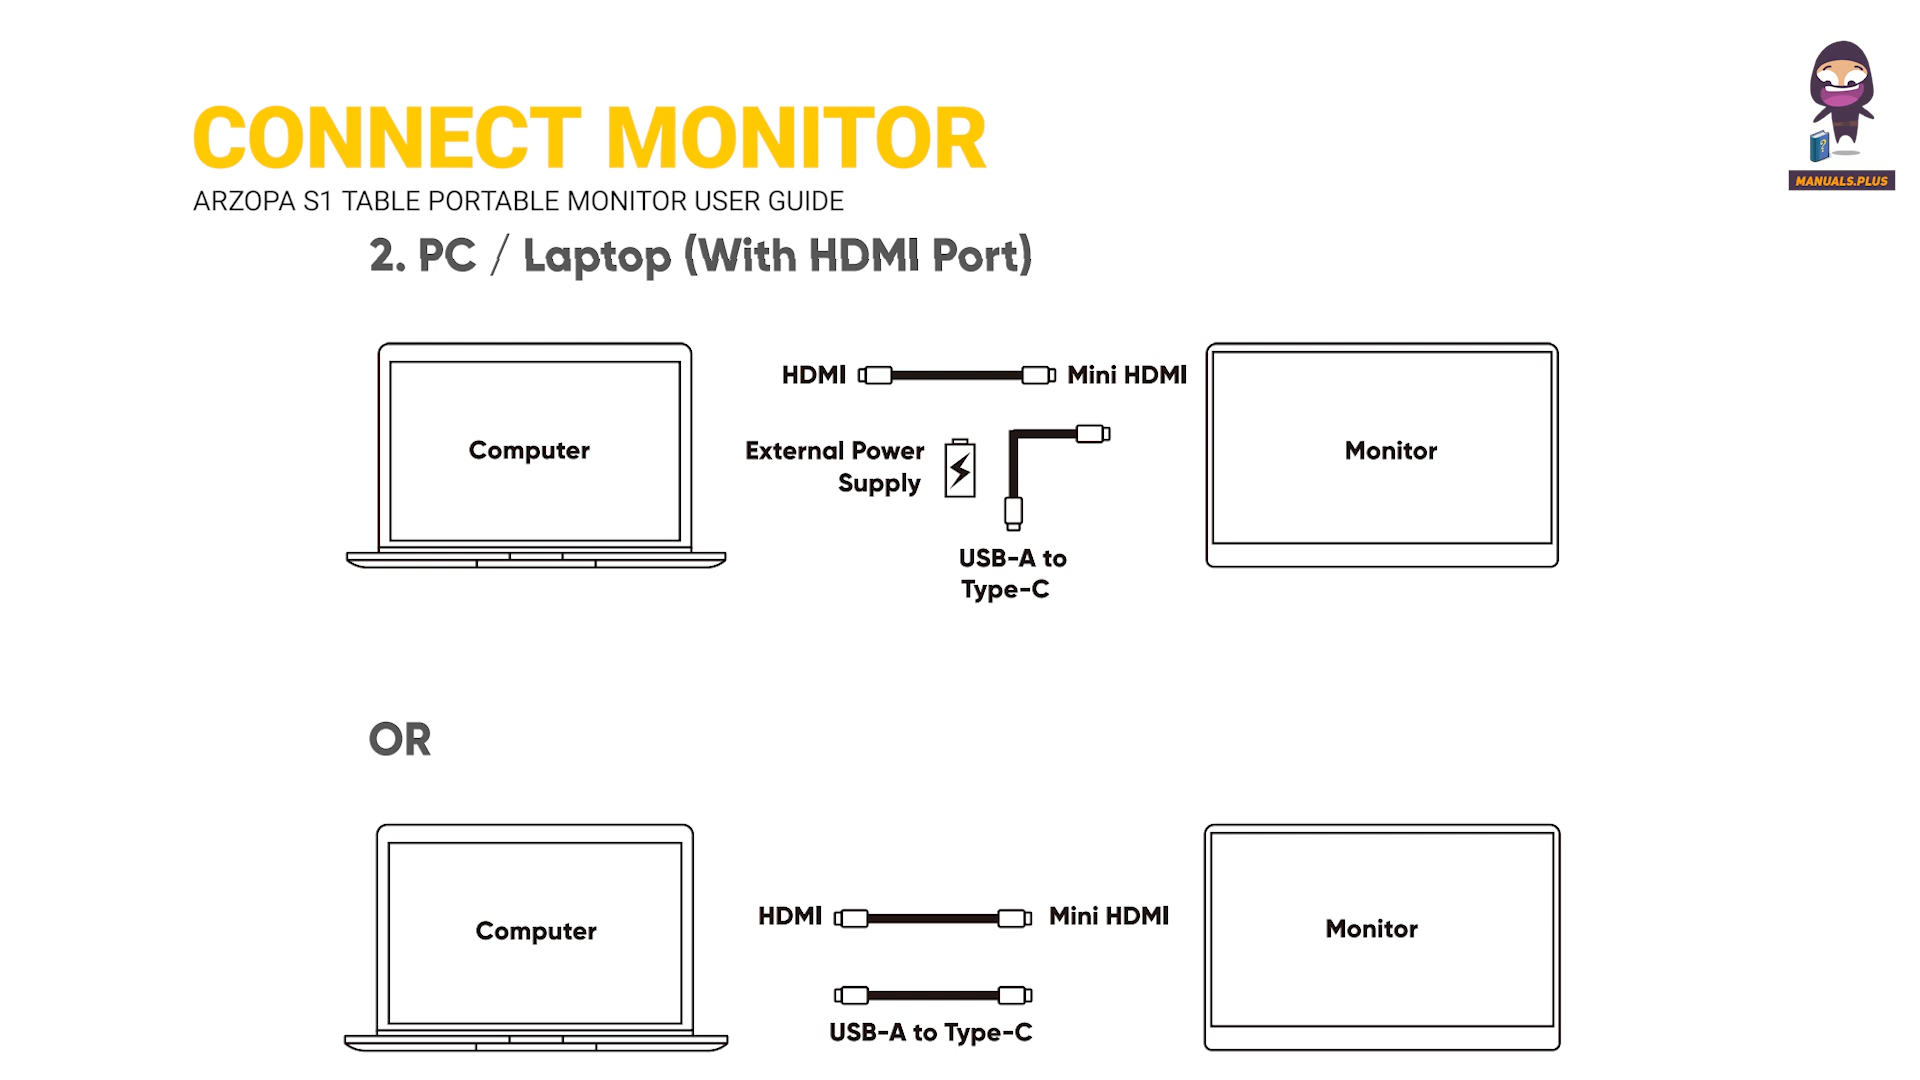 CONNECT MONITOR
ARZOPA S1 TABLE PORTABLE MONITOR USER GUIDE
MANUALS.PLUS
?
2. PC / Laptop (With HDMI Port)
Computer
HDMI
Mini HDMI
External Power
Supply
USB-A to
Type-C
Monitor
OR
Computer
HDMI
Mini HDMI
USB-A to Type-C
Monitor